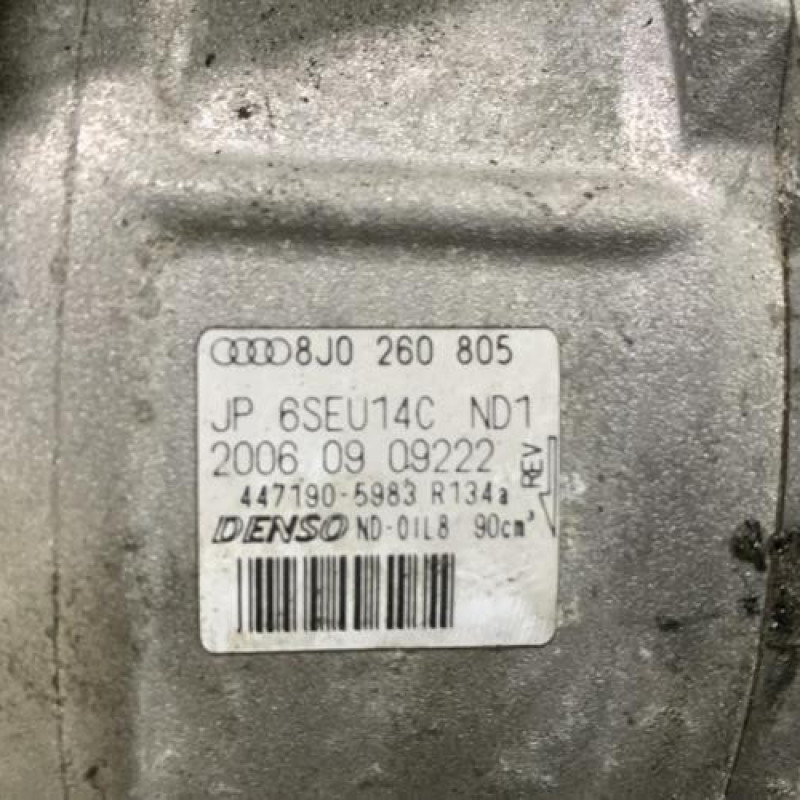 8J0 260 805
JP 6SEU14C ND1
2006 09 09222
REV
447190-5983 R134a
DENSO ND-OIL8 90cm³